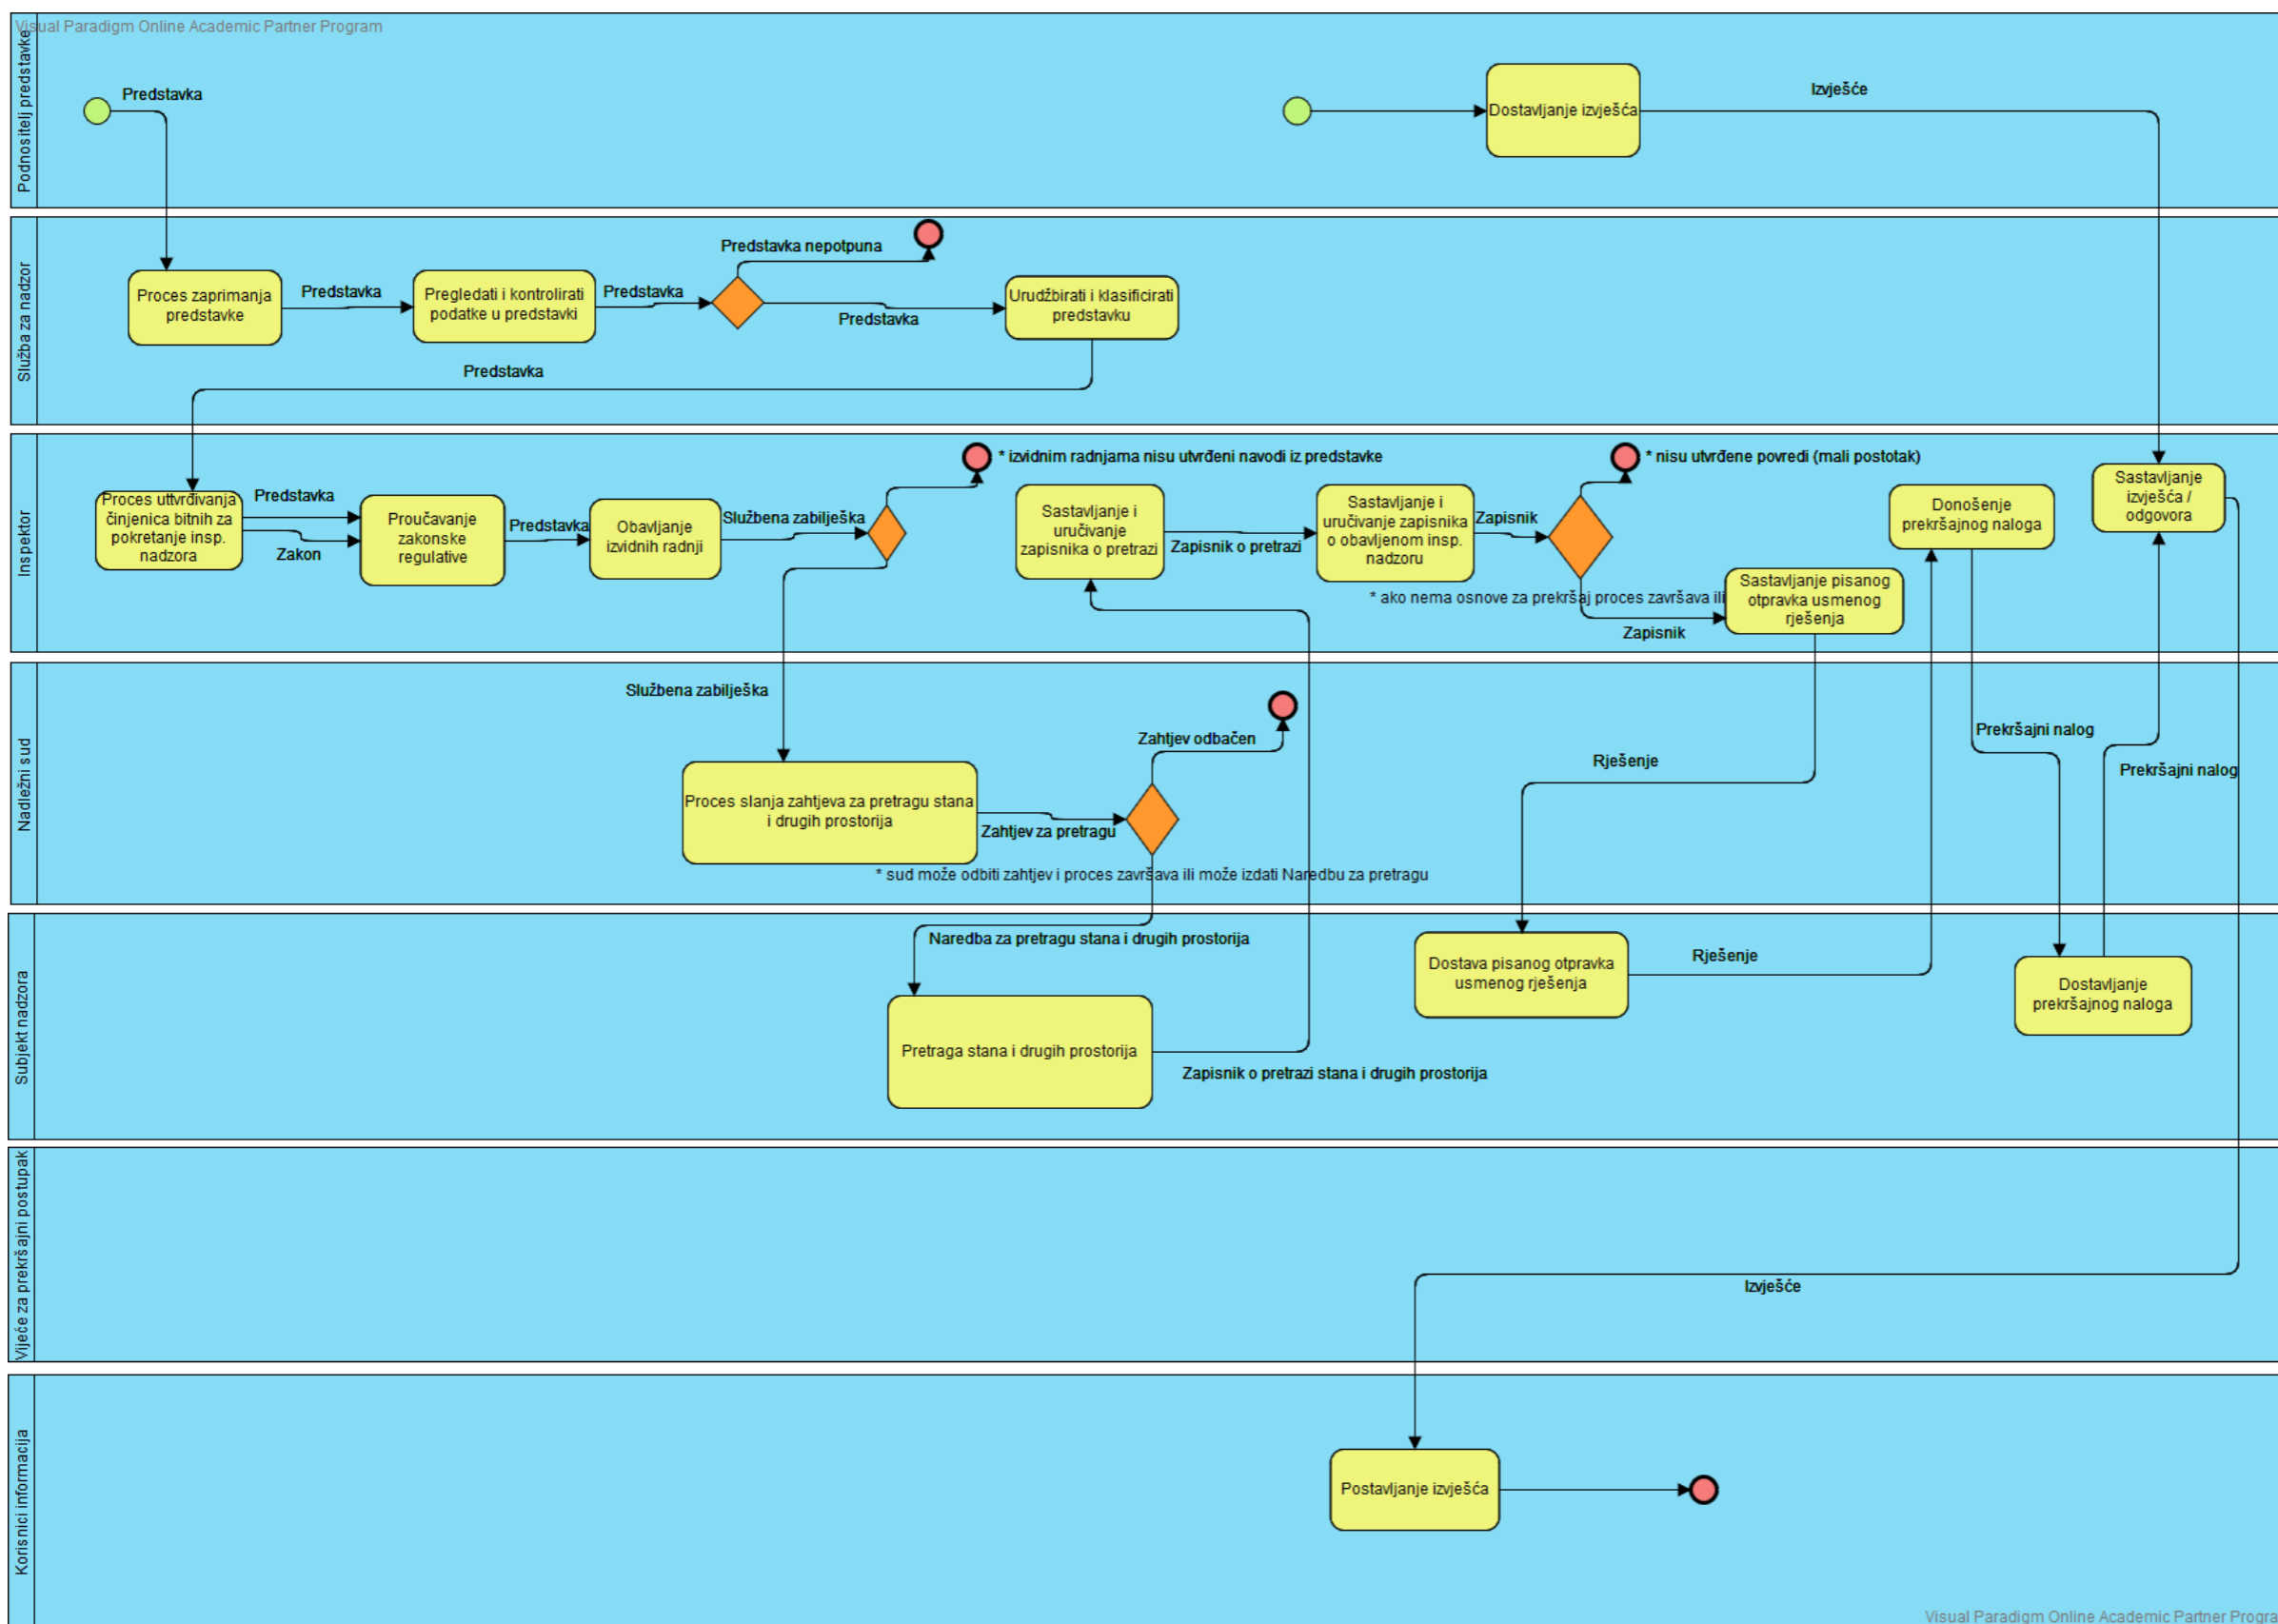 Visual Paradigm Online Academic Partner Program
Podnositelj predstavke
Predstavka
Dostavljanje izvješća
Izvješće
Služba za nadzor
Proces zaprimanja
predstavke
Predstavka
Pregledati i kontrolirati
podatke u predstavki
Predstavka
Predstavka nepotpuna
Predstavka
Urudžbirati i klasificirati
predstavku
Predstavka
Inspektor
Proces uttvrđivanja
činjenica bitnih za
pokretanje insp.
nadzora
Predstavka
Zakon
Proučavanje
zakonske
regulative
Predstavka
Obavljanje
izvidnih radnji
Službena zabilješka
* izvidnim radnjama nisu utvrđeni navodi iz predstavke
Sastavljanje i
uručivanje
zapisnika o pretrazi
Zapisnik o pretrazi
Sastavljanje i
uručivanje zapisnika
o obavljenom insp.
nadzoru
Zapisnik
* nisu utvrđene povredi (mali postotak)
* ako nema osnove za prekršaj proces završava ili
Zapisnik
Sastavljanje pisanog
otpravka usmenog
rješenja
Donošenje
prekršajnog naloga
Sastavljanje
izvješća /
odgovora
Nadležni sud
Službena zabilješka
Proces slanja zahtjeva za pretragu stana
i drugih prostorija
Zahtjev za pretragu
Zahtjev odbačen
* sud može odbiti zahtjev i proces završava ili može izdati Naredbu za pretragu
Rješenje
Prekršajni nalog
Prekršajni nalog
Subjekt nadzora
Naredba za pretragu stana i drugih prostorija
Pretraga stana i drugih prostorija
Zapisnik o pretrazi stana i drugih prostorija
Dostava pisanog otpravka
usmenog rješenja
Rješenje
Dostavljanje
prekršajnog naloga
Vijeće za prekršajni postupak
Izvješće
Korisnici informacija
Postavljanje izvješća
Visual Paradigm Online Academic Partner Progra